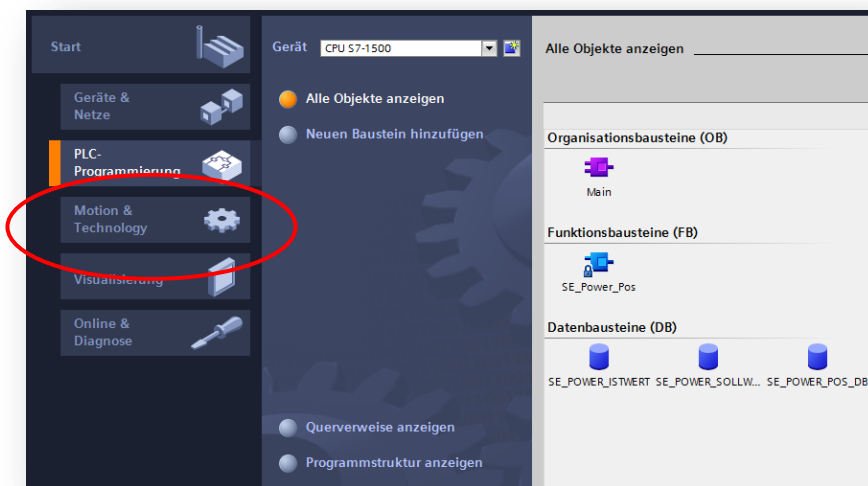 Start
Geräte &
Netze
PLC-
Programmierung
Motion &
Technology
Visualisierung
Online &
Diagnose
Gerät CPU S7-1500
Alle Objekte anzeigen
Neuen Baustein hinzufügen
Querverweise anzeigen
Programmstruktur anzeigen
Alle Objekte anzeigen
Organisationsbausteine (OB)
Main
Funktionsbausteine (FB)
SE_Power_Pos
Datenbausteine (DB)
SE_POWER_ISTWERT SE_POWER_SOLLW... SE_POWER_POS_DB